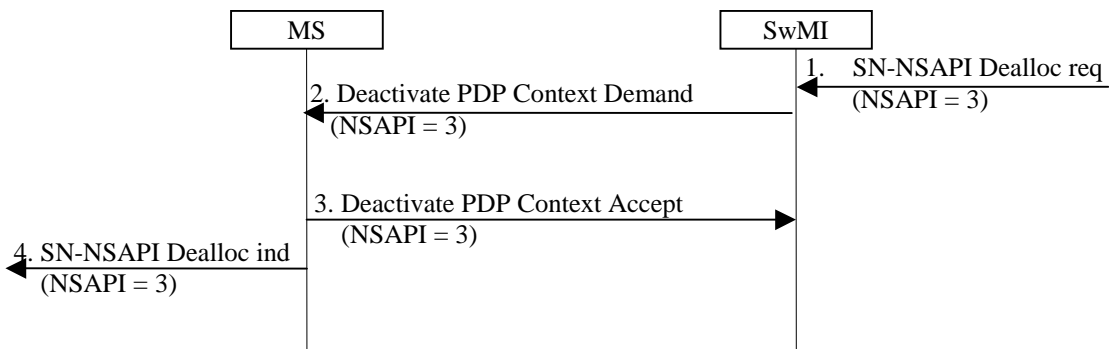 MS
SwMI
1. SN-NSAPI Dealloc req
(NSAPI = 3)
2. Deactivate PDP Context Demand
(NSAPI = 3)
3. Deactivate PDP Context Accept
(NSAPI = 3)
4. SN-NSAPI Dealloc ind
(NSAPI = 3)